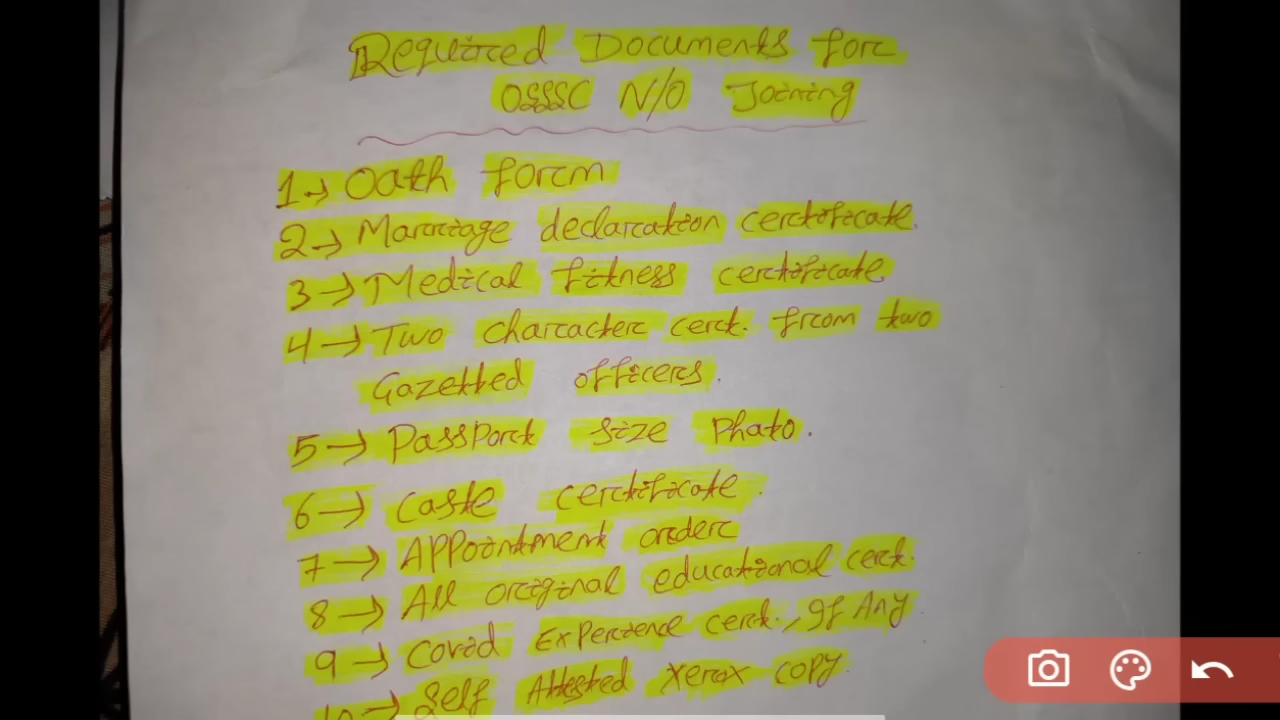 Required Documents for
OSSSC N/O Joining
1→ Oath form
2→ Marriage declaration certificate.
3→ Medical fitness certificate.
4→ Two character cert. from two
Gazetted officers.
5→ Passport size Photo.
6→ Caste certificate.
7→ APPointment order
8→ All original educational cert.
9→ Covid Experience cert., If Any
10→ Self Attested xerox copy.